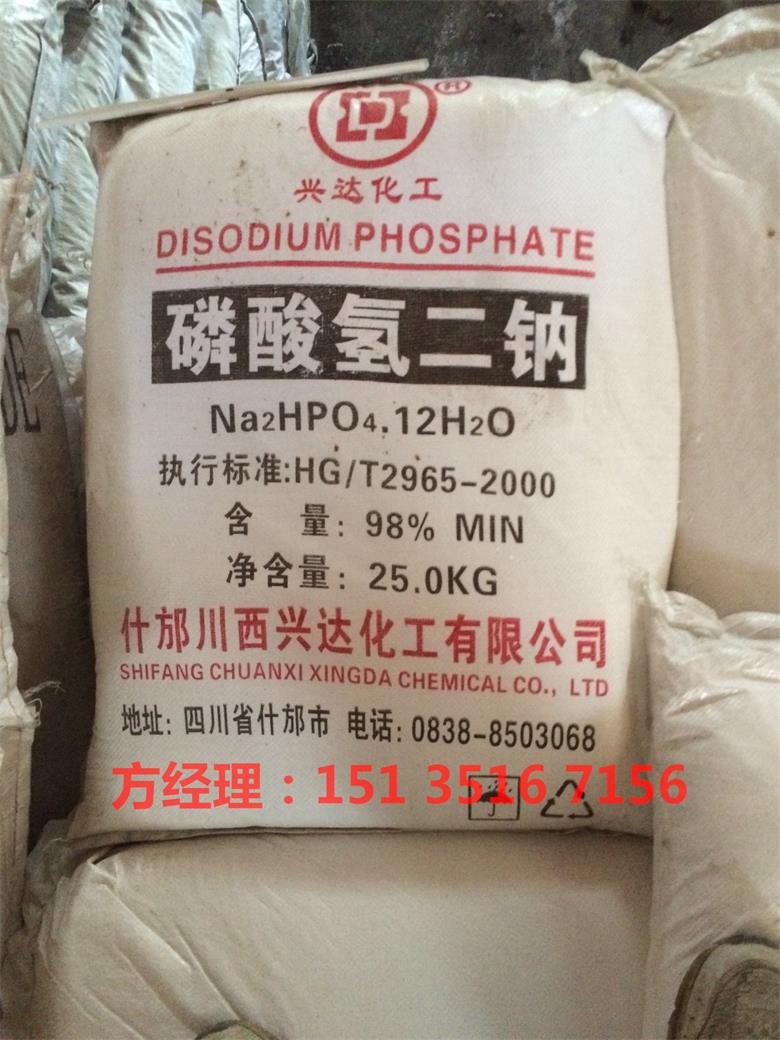 兴达化工
DISODIUM PHOSPHATE
磷酸氢二钠
Na2HPO4.12H2O
执行标准:HG/T2965-2000
含 量: 98% MIN
净含量: 25.0KG
什邡川西兴达化工有限公司
SHIFANG CHUANXI XINGDA CHEMICAL CO., LTD
地址: 四川省什邡市 电话: 0838-8503068
方经理：151 3516 7156